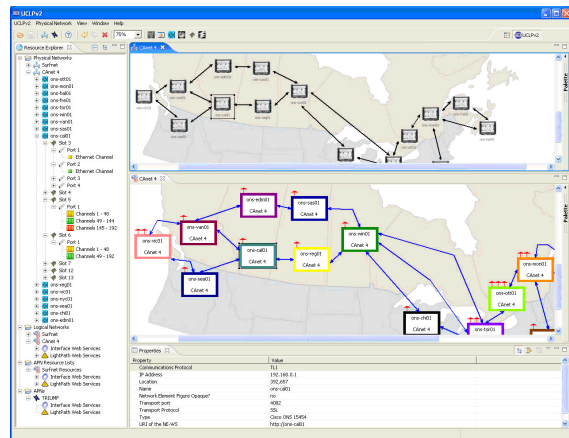 UCLPv2
UCLPv2 Physical Network View Window Help
75%
UCLPv2
Resource Explorer
Physical Networks
Surfnet
CAnet 4
ons-ott01
ons-mon01
ons-hal01
ons-fre01
ons-tor01
ons-win01
ons-van01
ons-sas01
ons-cal01
Slot 3
Port 1
Ethernet Channel
Port 2
Ethernet Channel
Port 3
Port 4
Slot 4
Slot 5
Port 1
Channels 1 - 48
Channels 49 - 144
Channels 145 - 192
Slot 6
Port 1
Channels 1 - 48
Channels 49 - 192
Slot 7
Slot 12
Slot 13
ons-reg01
ons-vic01
ons-nyc01
ons-sea01
ons-chi01
ons-edm01
Logical Networks
Surfnet
CAnet 4
Interface Web Services
LightPath Web Services
APN Resource Lists
Surfnet Resources
Interface Web Services
LightPath Web Services
APNs
TRIUMF
Interface Web Services
LightPath Web Services
CAnet 4
Palette
CAnet 4
ons-edm01
CAnet 4
ons-sas01
CAnet 4
ons-van01
CAnet 4
ons-vic01
CAnet 4
ons-cal01
CAnet 4
ons-reg01
CAnet 4
ons-win01
CAnet 4
ons-sea01
CAnet 4
ons-mon01
CAnet 4
ons-ott01
CAnet 4
ons-chi01
CAnet 4
ons-tor01
Palette
Properties
Property Value
Communications Protocol TL1
IP Address 192.168.0.1
Location 392,687
Name ons-cal01
Network Element Figure Opaque? no
Transport port 4082
Transport Protocol SSL
Type Cisco ONS 15454
URI of the NE-WS http://ons-cal01